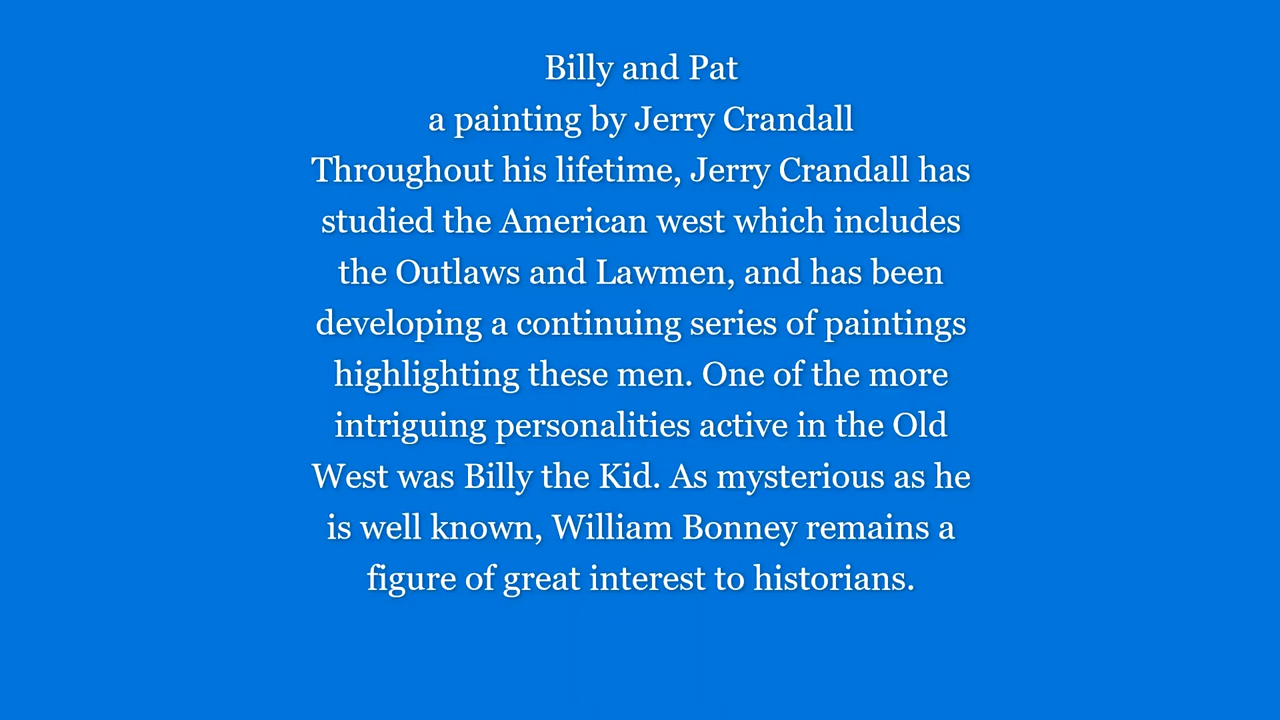 Billy and Pat
a painting by Jerry Crandall
Throughout his lifetime, Jerry Crandall has
studied the American west which includes
the Outlaws and Lawmen, and has been
developing a continuing series of paintings
highlighting these men. One of the more
intriguing personalities active in the Old
West was Billy the Kid. As mysterious as he
is well known, William Bonney remains a
figure of great interest to historians.